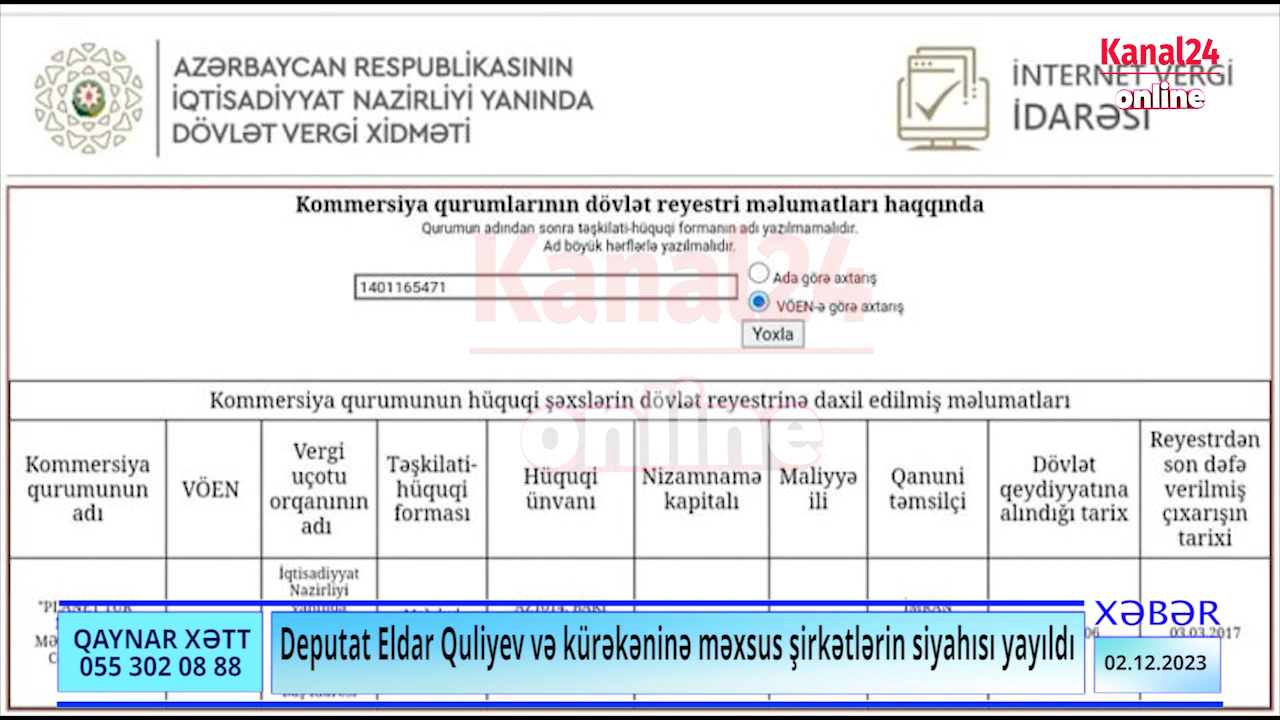 AZƏRBAYCAN RESPUBLİKASININ
İQTİSADİYYAT NAZİRLİYİ YANINDA
DÖVLƏT VERGİ XİDMƏTİ
İNTERNET VERGİ
İDARƏSİ
Kanal24
online
Kommersiya qurumlarının dövlət reyestri məlumatları haqqında
Qurumun adından sonra təşkilati-hüquqi formanın adı yazılmamalıdır.
Ad böyük hərflərlə yazılmalıdır.
1401165471
Ada görə axtarış
VÖEN-ə görə axtarış
Yoxla
Kanal24
online
Kommersiya qurumunun hüquqi şəxslərin dövlət reyestrinə daxil edilmiş məlumatları
Kommersiya
qurumunun
adı
VÖEN
Vergi
uçotu
orqanının
adı
Təşkilati-
hüquqi
forması
Hüquqi
ünvanı
Nizamnamə
kapitalı
Maliyyə
ili
Qanuni
təmsilçi
Dövlət
qeydiyyatına
alındığı tarix
Reyestrdən
son dəfə
verilmiş
çıxarışın
tarixi
İqtisadiyyat
Nazirliyi
03.03.2017
XƏBƏR
QAYNAR XƏTT
055 302 08 88
Deputat Eldar Quliyev və kürəkəninə məxsus şirkətlərin siyahısı yayıldı
02.12.2023